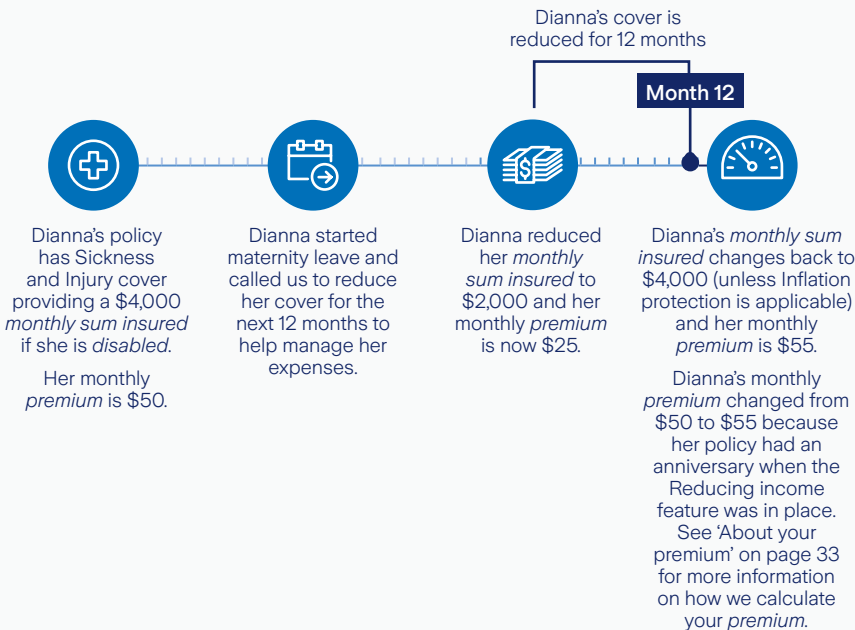 Dianna's cover is
reduced for 12 months
Month 12
$
Dianna's policy
has Sickness
and Injury cover
providing a $4,000
monthly sum insured
if she is disabled.
Her monthly
premium is $50.
Dianna started
maternity leave and
called us to reduce
her cover for the
next 12 months to
help manage her
expenses.
Dianna reduced
her monthly
sum insured to
$2,000 and her
monthly premium
is now $25.
Dianna's monthly sum
insured changes back to
$4,000 (unless Inflation
protection is applicable)
and her monthly
premium is $55.
Dianna's monthly
premium changed from
$50 to $55 because
her policy had an
anniversary when the
Reducing income
feature was in place.
See 'About your
premium' on page 33
for more information
on how we calculate
your premium.